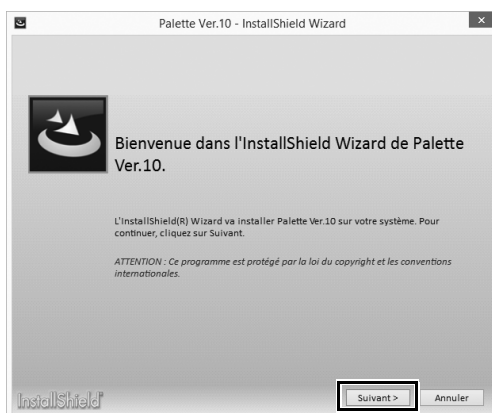 Palette Ver.10 - InstallShield Wizard
Bienvenue dans l'InstallShield Wizard de Palette
Ver.10.
L'InstallShield(R) Wizard va installer Palette Ver.10 sur votre système. Pour
continuer, cliquez sur Suivant.
ATTENTION : Ce programme est protégé par la loi du copyright et les conventions
internationales.
InstallShield
Suivant >
Annuler